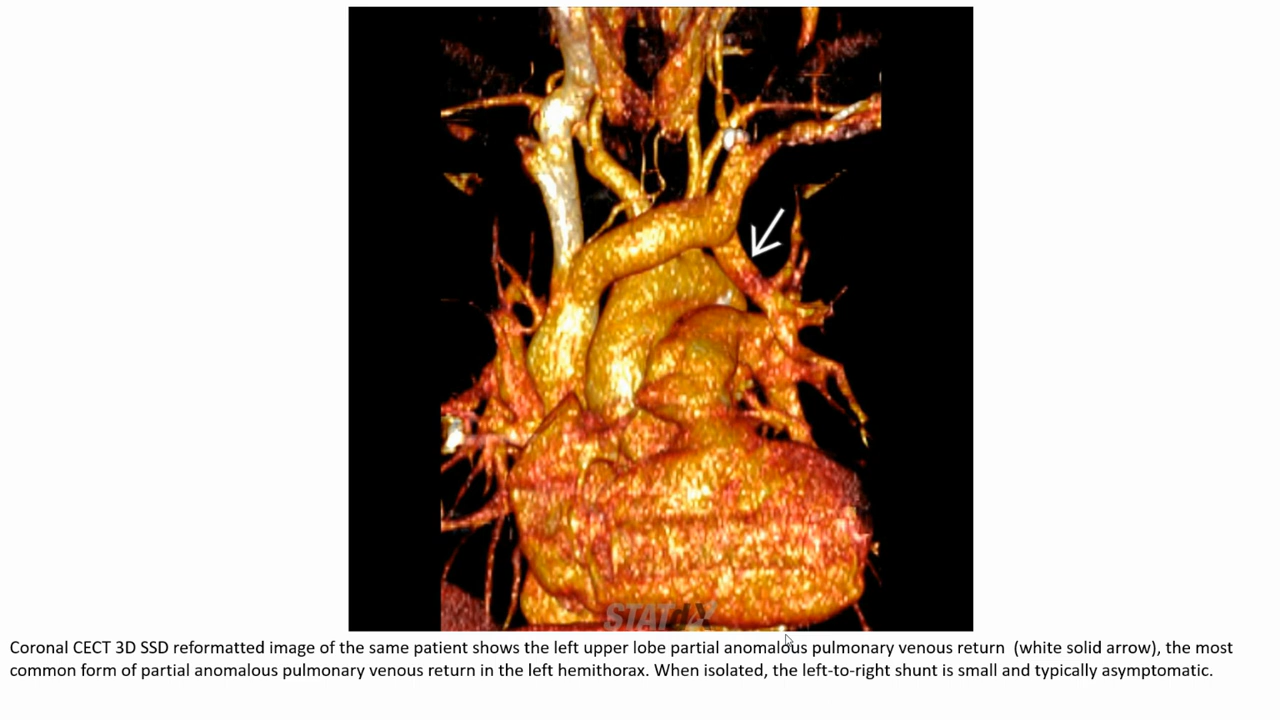 STATdx
Coronal CECT 3D SSD reformatted image of the same patient shows the left upper lobe partial anomalous pulmonary venous return (white solid arrow), the most
common form of partial anomalous pulmonary venous return in the left hemithorax. When isolated, the left-to-right shunt is small and typically asymptomatic.